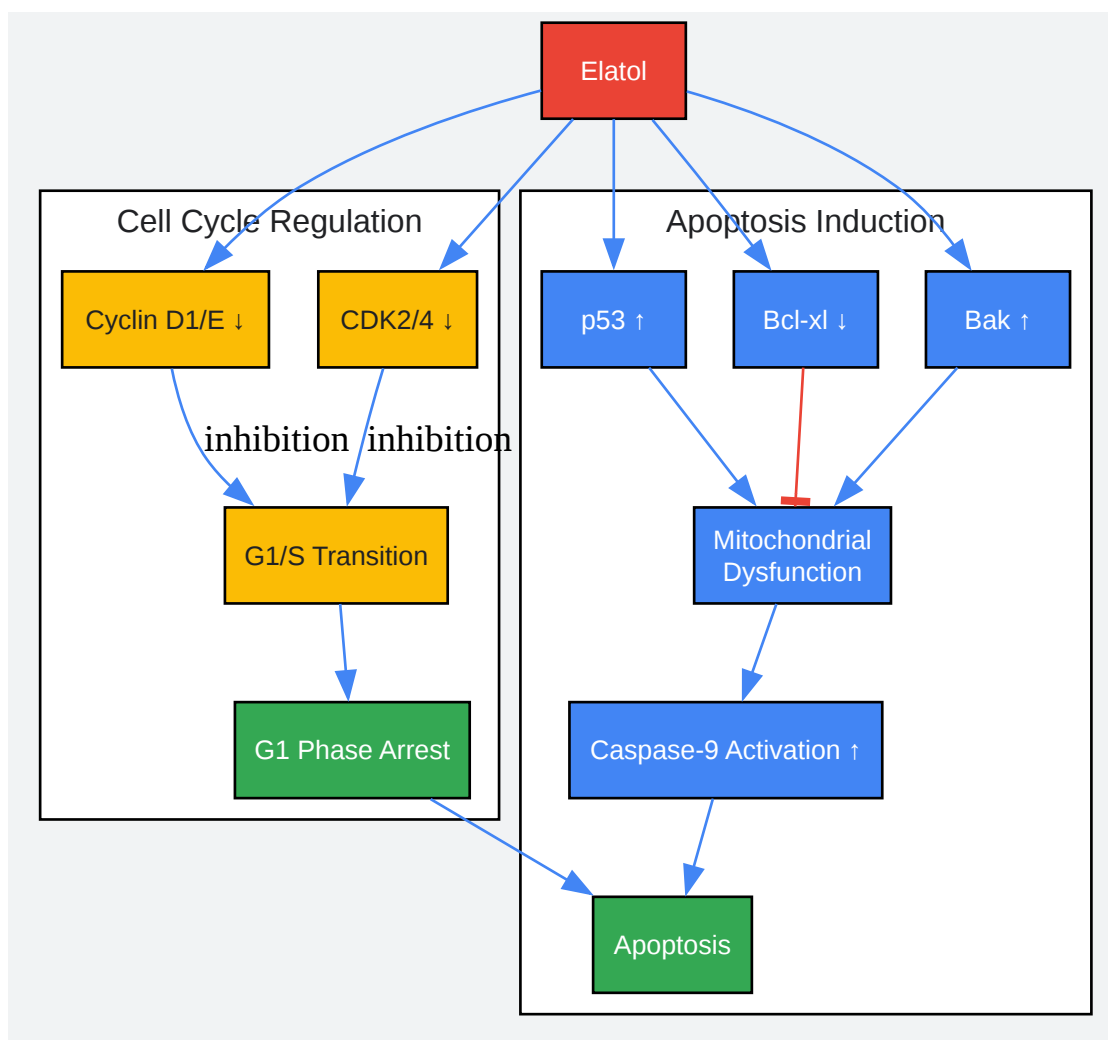 Elatol
Cell Cycle Regulation
Apoptosis Induction
Cyclin D1/E ↓
CDK2/4 ↓
p53 ↑
Bcl-xl ↓
Bak ↑
inhibition
inhibition
G1/S Transition
Mitochondrial
Dysfunction
G1 Phase Arrest
Caspase-9 Activation ↑
Apoptosis